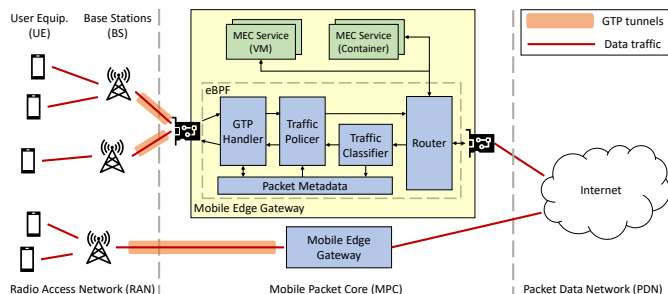 User Equip.
(UE)
Base Stations
(BS)
MEC Service
(VM)
MEC Service
(Container)
GTP tunnels
Data traffic
eBPF
GTP
Handler
Traffic
Policer
Traffic
Classifier
Router
Packet Metadata
Mobile Edge Gateway
Internet
Mobile Edge
Gateway
Radio Access Network (RAN)
Mobile Packet Core (MPC)
Packet Data Network (PDN)